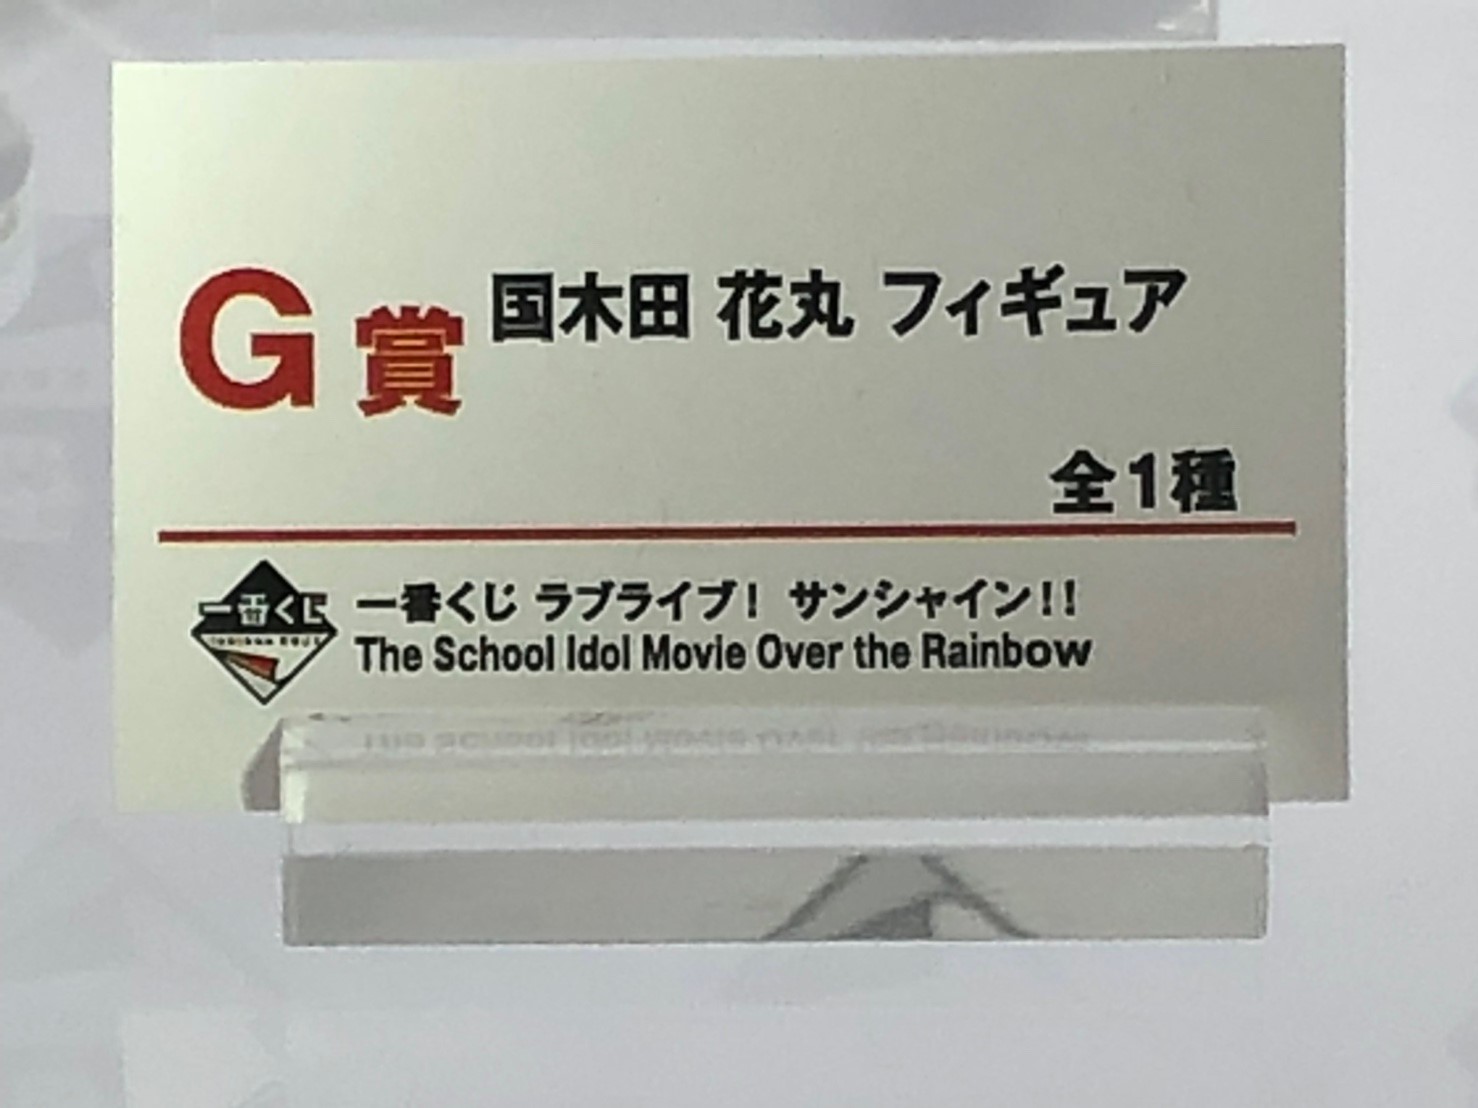 G賞 国木田 花丸 フィギュア
全1種
一番くじ
一番くじ ラブライブ! サンシャイン!!
The School Idol Movie Over the Rainbow